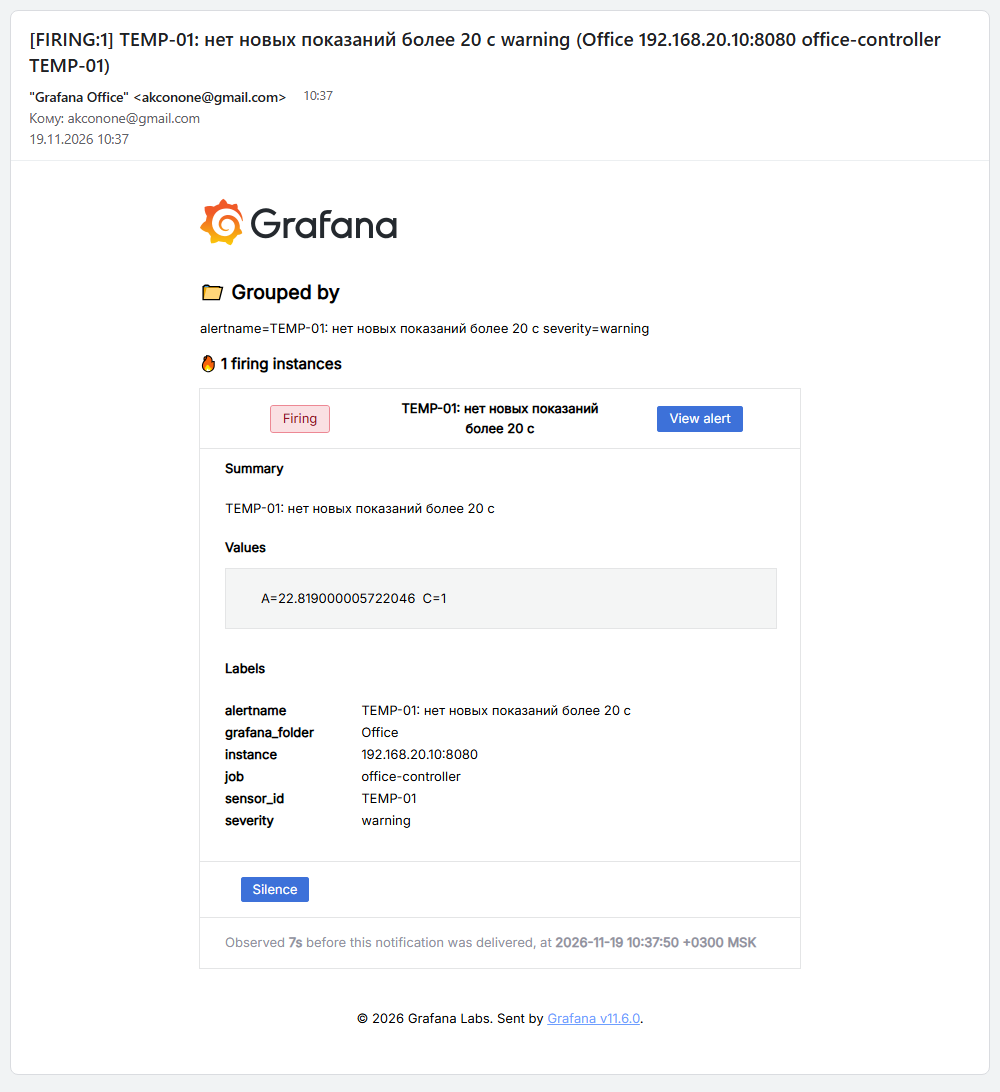 [FIRING:1] TEMP-01: нет новых показаний более 20 с warning (Office 192.168.20.10:8080 office-controller
TEMP-01)
"Grafana Office" <akconone@gmail.com> 10:37
Кому: akconone@gmail.com
19.11.2026 10:37
Grafana
Grouped by
alertname=TEMP-01: нет новых показаний более 20 с severity=warning
1 firing instances
Firing
TEMP-01: нет новых показаний
более 20 с
View alert
Summary
TEMP-01: нет новых показаний более 20 с
Values
A=22.819000005722046 C=1
Labels
alertname TEMP-01: нет новых показаний более 20 с
grafana_folder Office
instance 192.168.20.10:8080
job office-controller
sensor_id TEMP-01
severity warning
Silence
Observed 7s before this notification was delivered, at 2026-11-19 10:37:50 +0300 MSK
© 2026 Grafana Labs. Sent by Grafana v11.6.0.